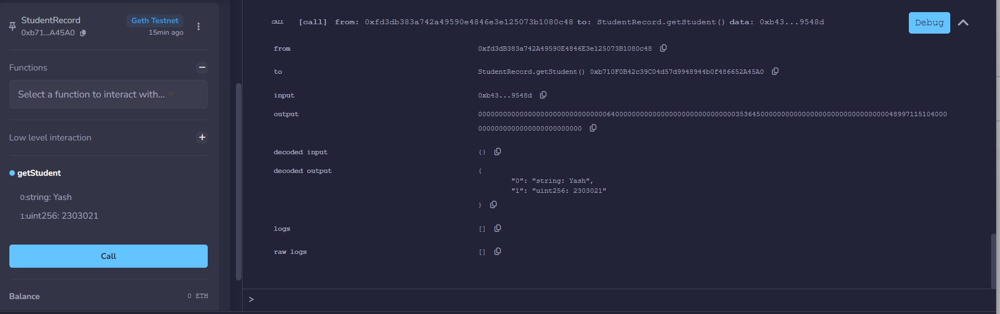 StudentRecord
Geth Testnet
0xb71...A45A0
15min ago
Functions
Select a function to interact with...
Low level interaction
getStudent
0:string: Yash
1:uint256: 2303021
Call
Balance
0 ETH
CALL [call] from: 0xfd3db383a742a49590e4846e3e125073b1080c48 to: StudentRecord.getStudent() data: 0xb43...9548d
Debug
from 0xfd3dB383a742A49590E4846E3e125073B1080c48
to StudentRecord.getStudent() 0xb710F0B42c39C04d57d9948944b0f486652A45A0
input 0xb43...9548d
output
decoded input {}
decoded output {
"0": "string: Yash",
"1": "uint256: 2303021"
}
logs []
raw logs []
>